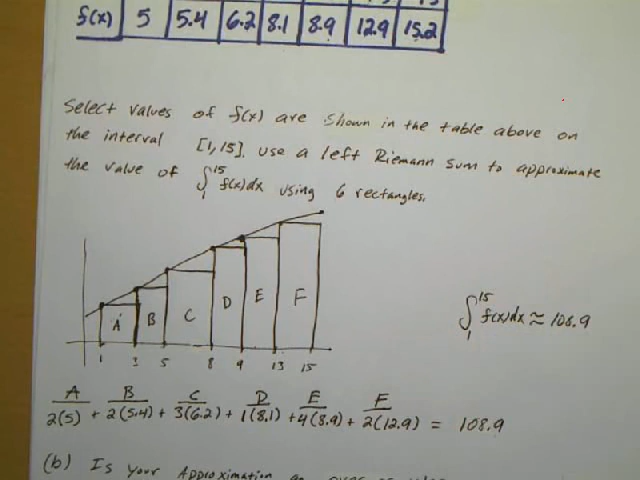 f(x) 5 5.4 6.2 8.1 8.9 12.9 15.2
Select values of f(x) are shown in the table above on
the interval [1,15]. Use a left Riemann sum to approximate
the value of ∫₁¹⁵ f(x)dx using 6 rectangles.
A B C D E F
1 3 5 8 9 13 15
∫₁¹⁵ f(x)dx ≈ 108.9
A B C D E F
2(5) + 2(5.4) + 3(6.2) + 1(8.1) + 4(8.9) + 2(12.9) = 108.9
(b) Is your Approximation an